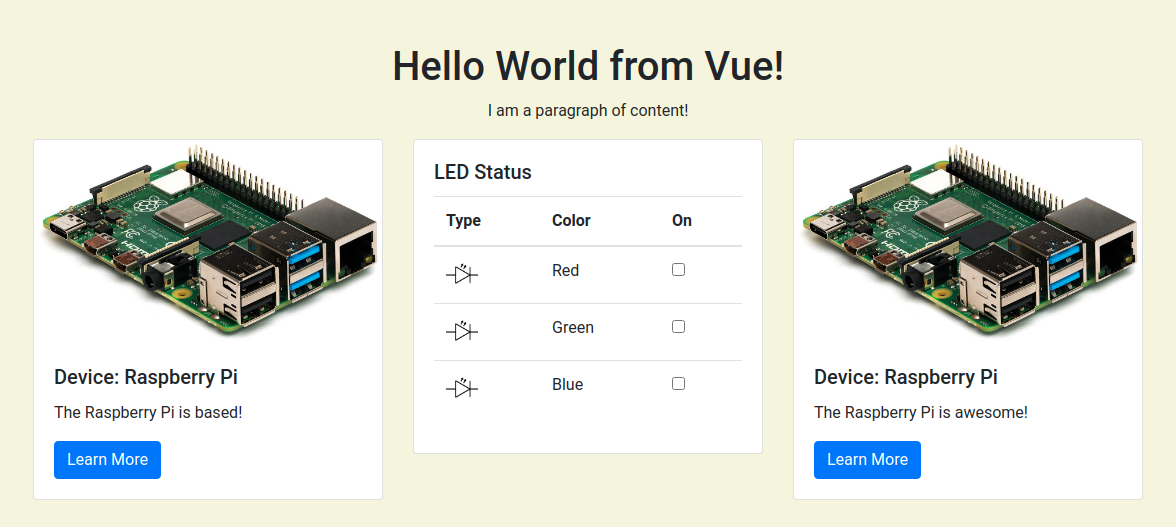 Hello World from Vue!
I am a paragraph of content!
Device: Raspberry Pi
The Raspberry Pi is based!
Learn More
LED Status
Type Color On
Red
Green
Blue
Device: Raspberry Pi
The Raspberry Pi is awesome!
Learn More